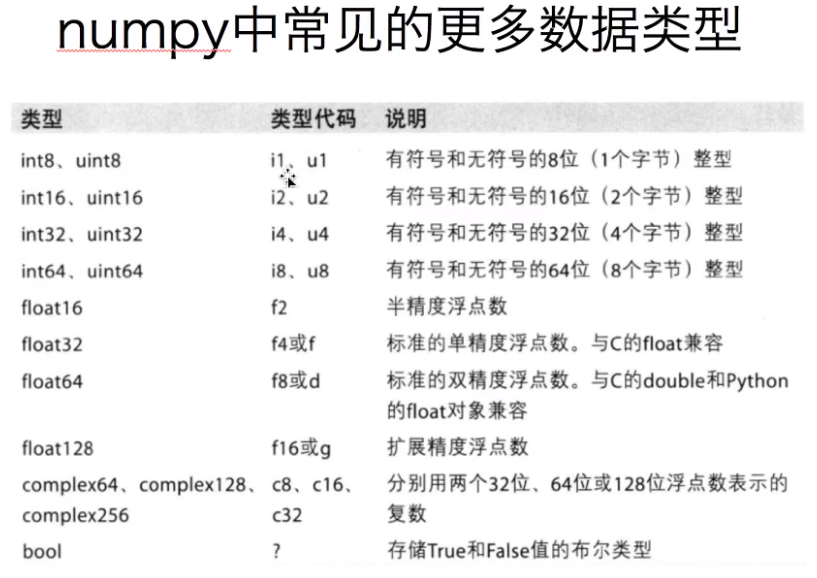 numpy中常见的更多数据类型
类型 类型代码 说明
int8、uint8 i1、u1 有符号和无符号的8位（1个字节）整型
int16、uint16 i2、u2 有符号和无符号的16位（2个字节）整型
int32、uint32 i4、u4 有符号和无符号的32位（4个字节）整型
int64、uint64 i8、u8 有符号和无符号的64位（8个字节）整型
float16 f2 半精度浮点数
float32 f4或f 标准的单精度浮点数。与C的float兼容
float64 f8或d 标准的双精度浮点数。与C的double和Python
的float对象兼容
float128 f16或g 扩展精度浮点数
complex64、complex128、 c8、c16、 分别用两个32位、64位或128位浮点数表示的
complex256 c32 复数
bool ? 存储True和False值的布尔类型